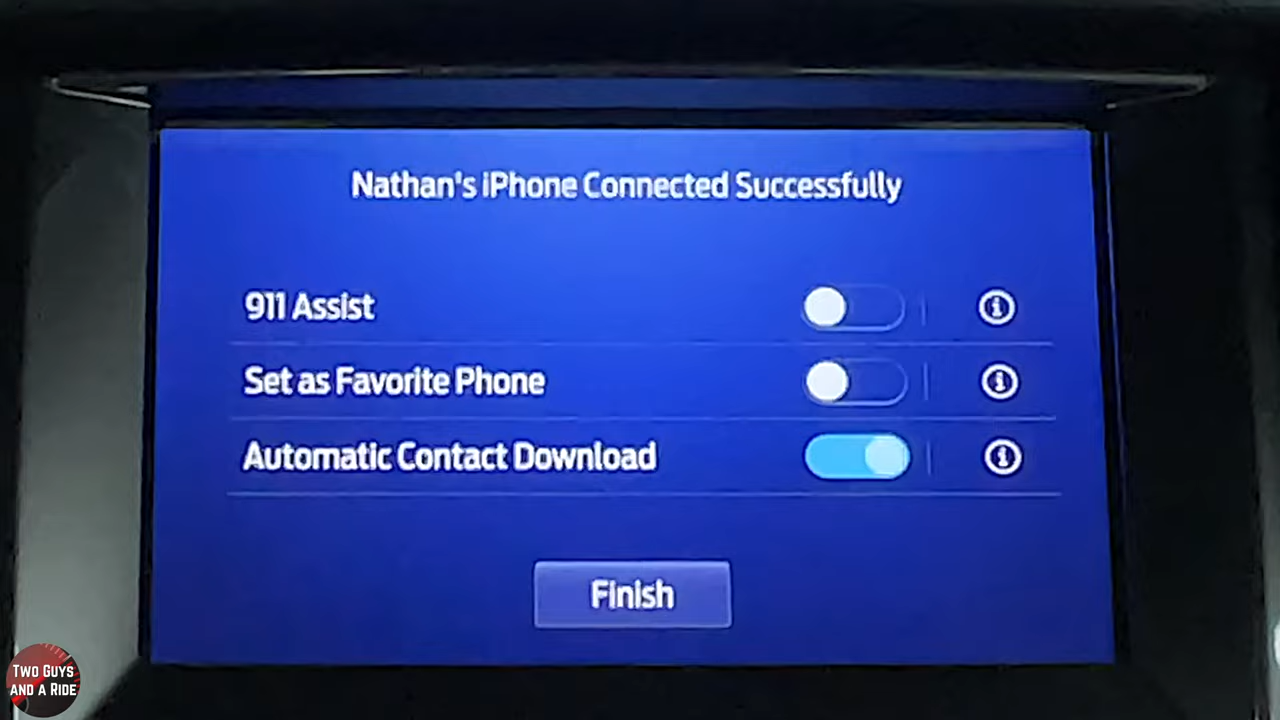 Nathan's iPhone Connected Successfully
911 Assist
Set as Favorite Phone
Automatic Contact Download
Finish
TWO GUYS
AND A RIDE